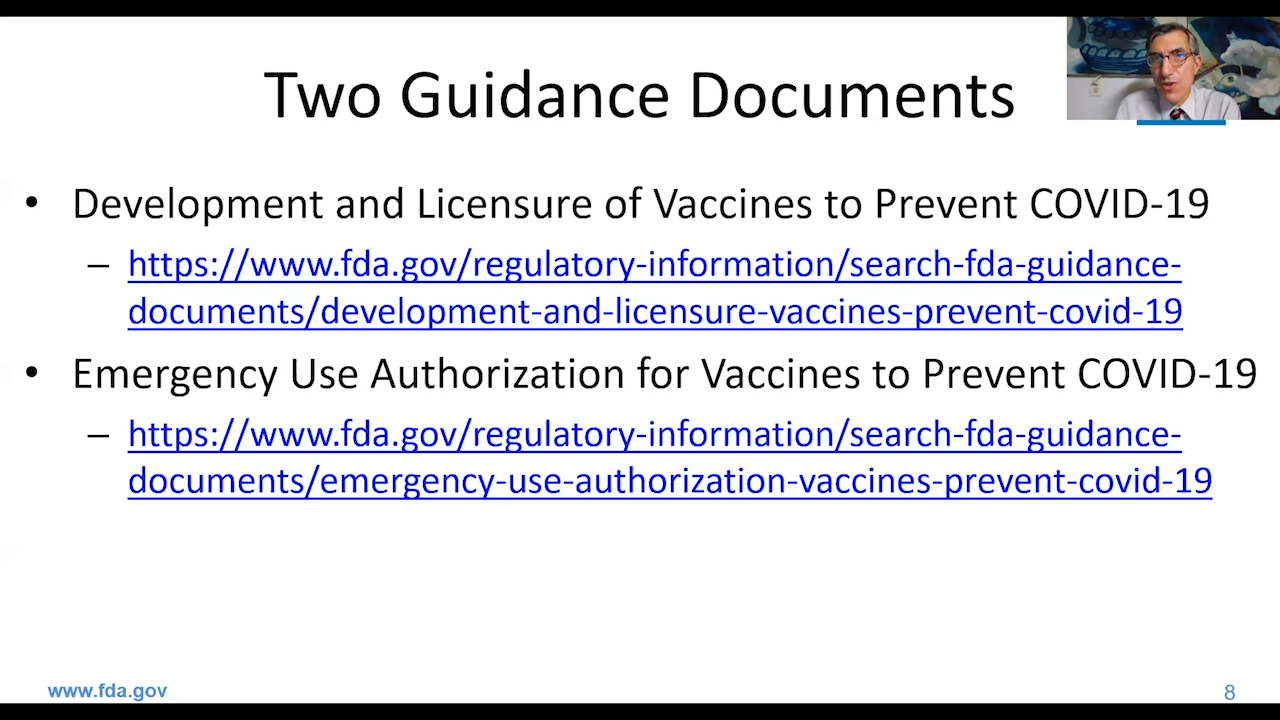 Two Guidance Documents
• Development and Licensure of Vaccines to Prevent COVID-19
– https://www.fda.gov/regulatory-information/search-fda-guidance-
documents/development-and-licensure-vaccines-prevent-covid-19
• Emergency Use Authorization for Vaccines to Prevent COVID-19
– https://www.fda.gov/regulatory-information/search-fda-guidance-
documents/emergency-use-authorization-vaccines-prevent-covid-19
www.fda.gov
8